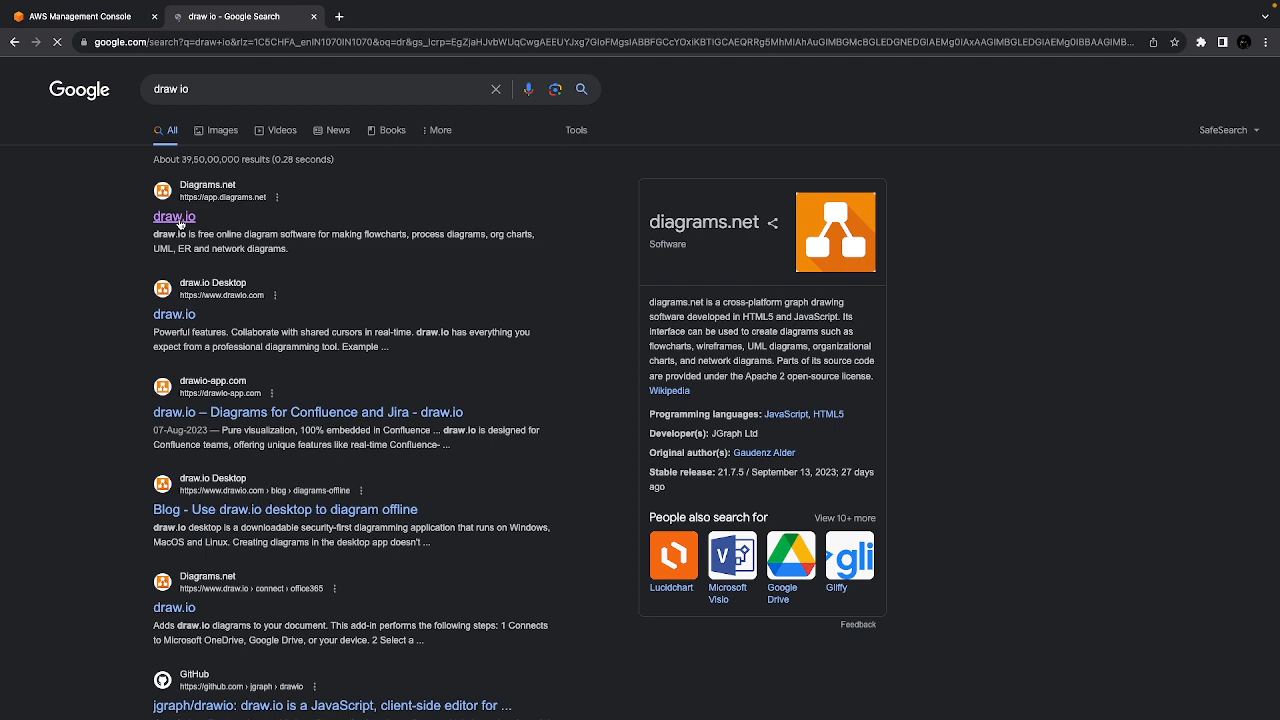 AWS Management Console
draw io - Google Search
Google
draw io
All
Images
Videos
News
Books
More
Tools
SafeSearch
About 39,50,00,000 results (0.28 seconds)
Diagrams.net
https://app.diagrams.net
draw.io
draw.io is free online diagram software for making flowcharts, process diagrams, org charts,
UML, ER and network diagrams.
draw.io Desktop
https://www.drawio.com
draw.io
Powerful features. Collaborate with shared cursors in real-time. draw.io has everything you
expect from a professional diagramming tool. Example ...
drawio-app.com
https://drawio-app.com
draw.io – Diagrams for Confluence and Jira - draw.io
07-Aug-2023 — Pure visualization, 100% embedded in Confluence ... draw.io is designed for
Confluence teams, offering unique features like real-time Confluence- ...
draw.io Desktop
https://www.drawio.com › blog › diagrams-offline
Blog - Use draw.io desktop to diagram offline
draw.io desktop is a downloadable security-first diagramming application that runs on Windows,
MacOS and Linux. Creating diagrams in the desktop app doesn't ...
Diagrams.net
https://www.draw.io › connect › office365
draw.io
Adds draw.io diagrams to your document. This add-in performs the following steps: 1 Connects
to Microsoft OneDrive, Google Drive, or your device. 2 Select a ...
GitHub
https://github.com › jgraph › drawio
jgraph/drawio: draw.io is a JavaScript, client-side editor for ...
diagrams.net
Software
diagrams.net is a cross-platform graph drawing
software developed in HTML5 and JavaScript. Its
interface can be used to create diagrams such as
flowcharts, wireframes, UML diagrams, organizational
charts, and network diagrams. Parts of its source code
are provided under the Apache 2 open-source license.
Wikipedia
Programming languages: JavaScript, HTML5
Developer(s): JGraph Ltd
Original author(s): Gaudenz Alder
Stable release: 21.7.5 / September 13, 2023; 27 days
ago
People also search for
View 10+ more
gli
Lucidchart
Microsoft
Visio
Google
Drive
Gliffy
Feedback